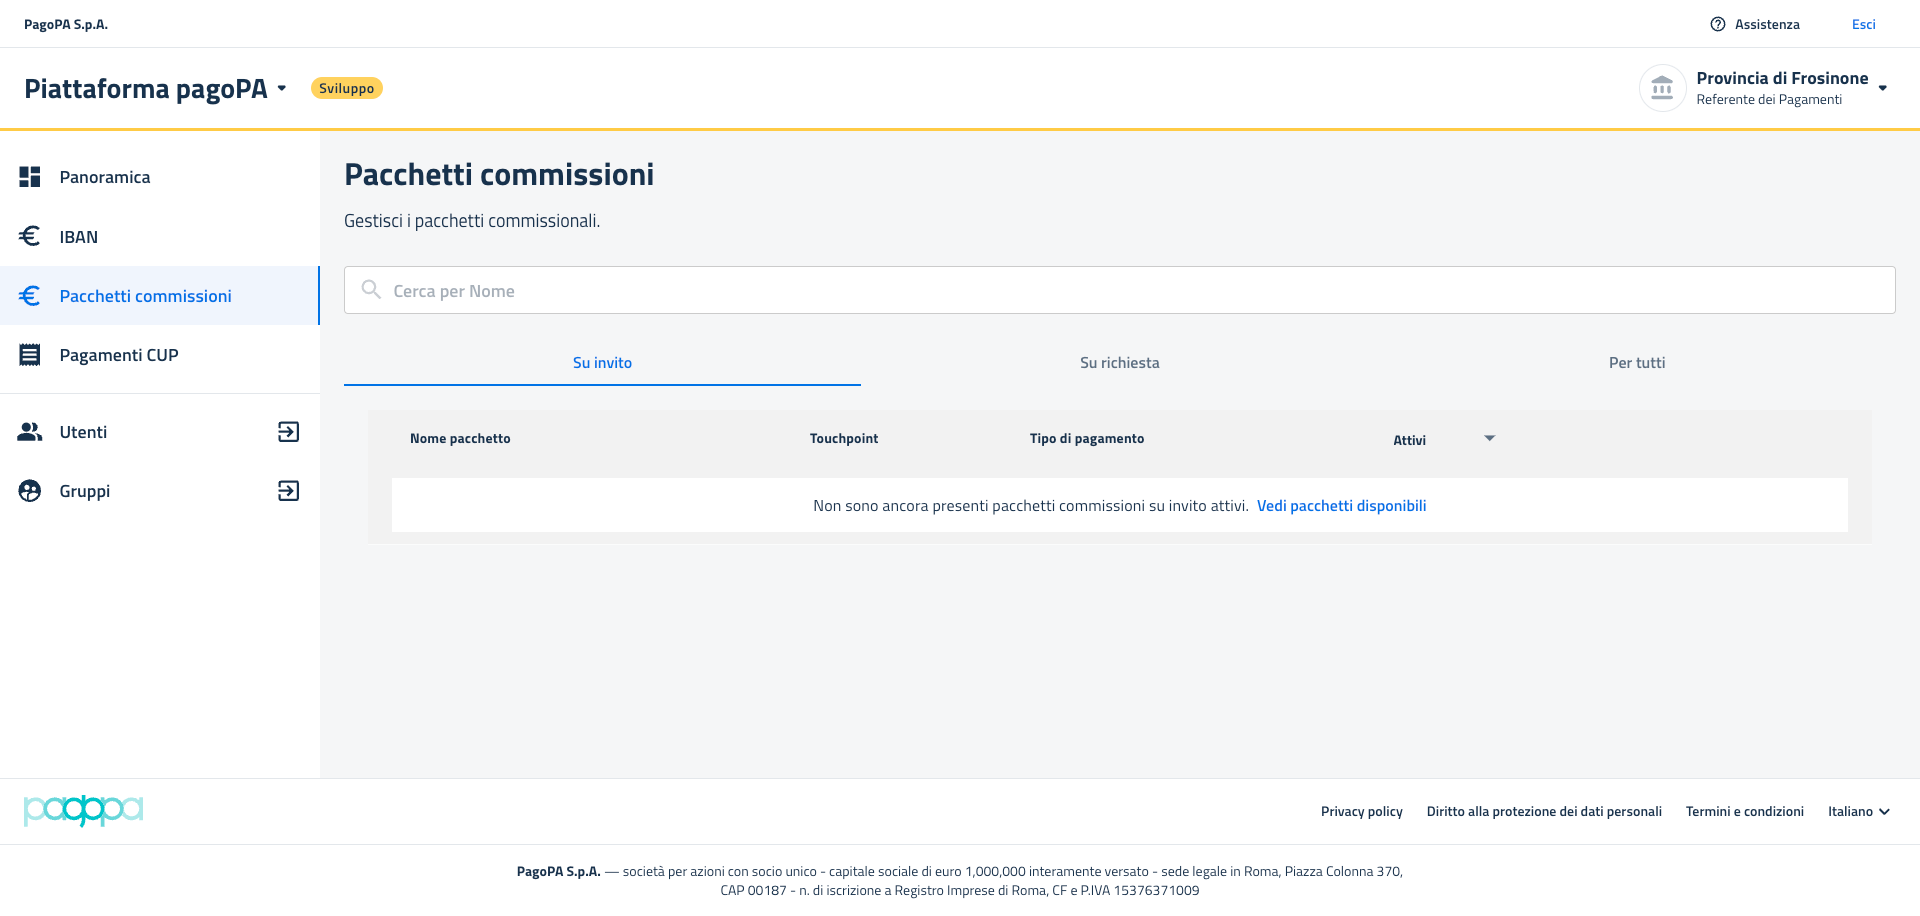 PagoPA S.p.A.
Assistenza
Esci
Piattaforma pagoPA
Sviluppo
Provincia di Frosinone
Referente dei Pagamenti
Panoramica
IBAN
Pacchetti commissioni
Pagamenti CUP
Utenti
Gruppi
Pacchetti commissioni
Gestisci i pacchetti commissionali.
Cerca per Nome
Su invito
Su richiesta
Per tutti
Nome pacchetto
Touchpoint
Tipo di pagamento
Attivi
Non sono ancora presenti pacchetti commissioni su invito attivi. Vedi pacchetti disponibili
pagopa
Privacy policy
Diritto alla protezione dei dati personali
Termini e condizioni
Italiano
PagoPA S.p.A. — società per azioni con socio unico - capitale sociale di euro 1,000,000 interamente versato - sede legale in Roma, Piazza Colonna 370,
CAP 00187 - n. di iscrizione a Registro Imprese di Roma, CF e P.IVA 15376371009